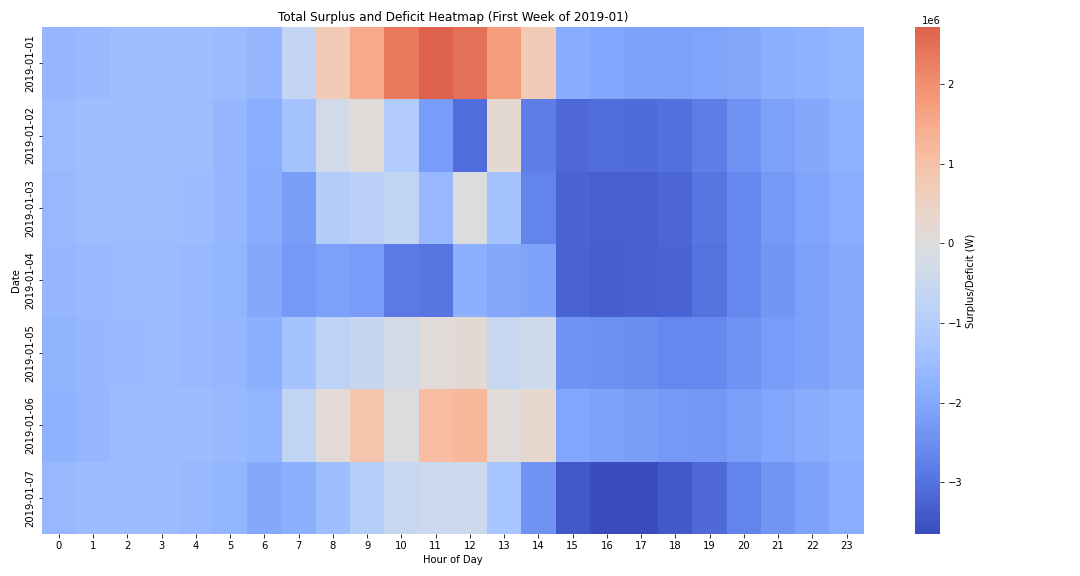 Total Surplus and Deficit Heatmap (First Week of 2019-01)
Date
2019-01-01
2019-01-02
2019-01-03
2019-01-04
2019-01-05
2019-01-06
2019-01-07
0 1 2 3 4 5 6 7 8 9 10 11 12 13 14 15 16 17 18 19 20 21 22 23
Hour of Day
1e6
2
1
0
−1
−2
−3
Surplus/Deficit (W)